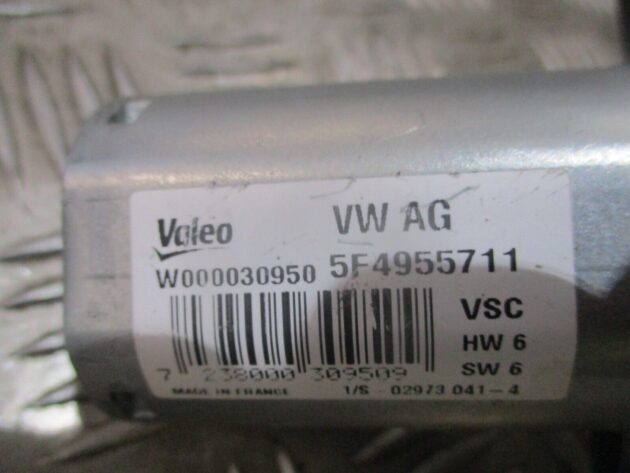 Valeo VW AG
W000030950 5F4955711
VSC
HW 6
SW 6
7 238000 309509
MADE IN FRANCE 1/S - 02973 041-4